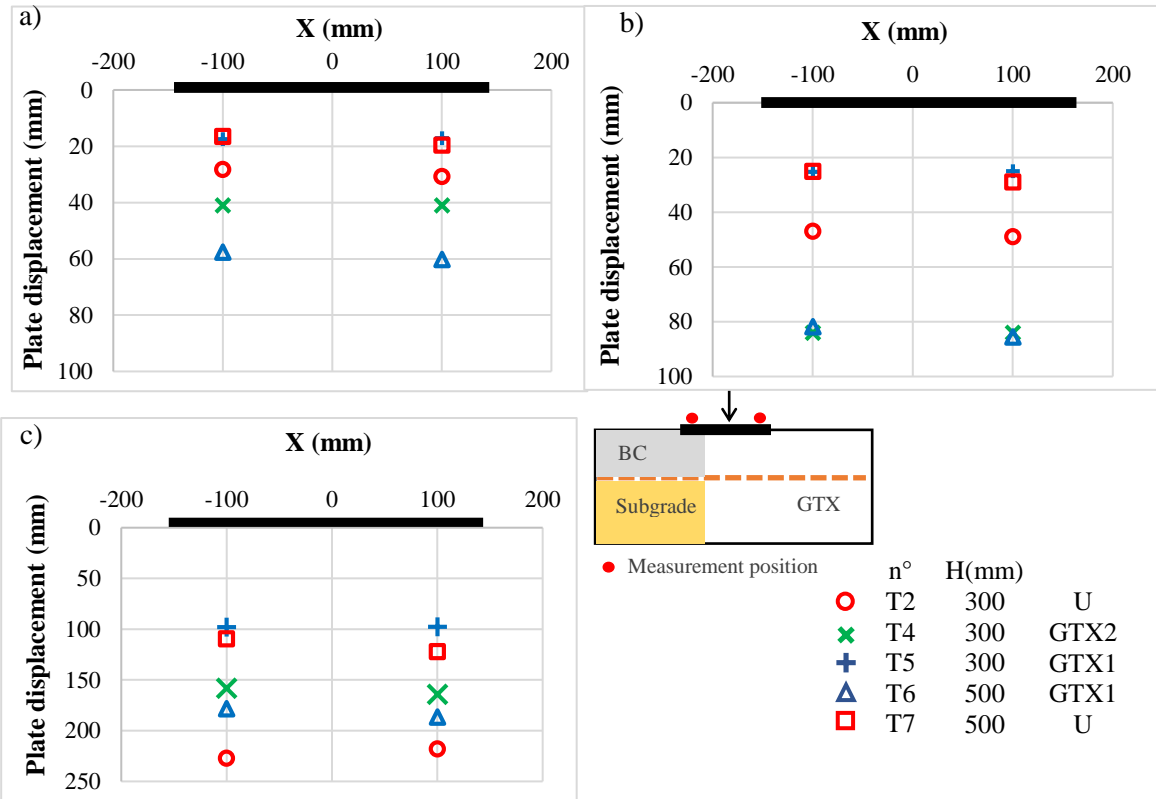 a)
X (mm)
-200 -100 0 100 200
Plate displacement (mm)
0
20
40
60
80
100
b)
X (mm)
-200 -100 0 100 200
Plate displacement (mm)
0
20
40
60
80
100
c)
X (mm)
-200 -100 0 100 200
Plate displacement (mm)
0
50
100
150
200
250
BC
Subgrade GTX
Measurement position
n° H(mm)
T2 300 U
T4 300 GTX2
T5 300 GTX1
T6 500 GTX1
T7 500 U